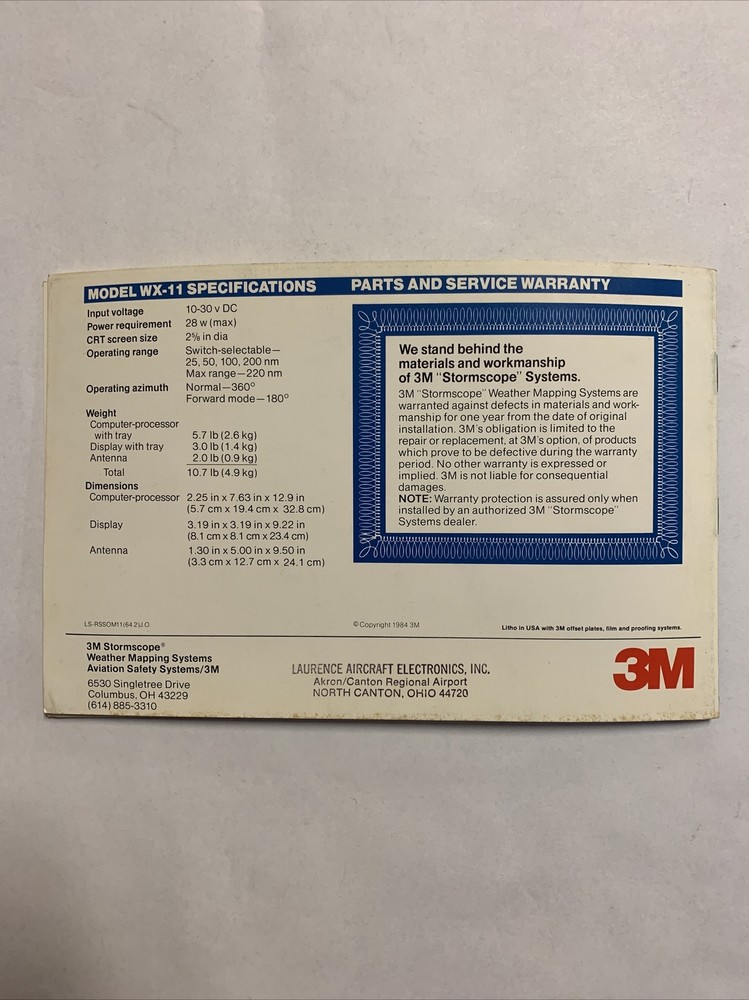 MODEL WX-11 SPECIFICATIONS
Input voltage 10-30 v DC
Power requirement 28 w (max)
CRT screen size 2⅝ in dia
Operating range Switch-selectable—
25, 50, 100, 200 nm
Max range—220 nm
Operating azimuth Normal—360°
Forward mode—180°
Weight
Computer-processor
with tray 5.7 lb (2.6 kg)
Display with tray 3.0 lb (1.4 kg)
Antenna 2.0 lb (0.9 kg)
Total 10.7 lb (4.9 kg)
Dimensions
Computer-processor 2.25 in x 7.63 in x 12.9 in
(5.7 cm x 19.4 cm x 32.8 cm)
Display 3.19 in x 3.19 in x 9.22 in
(8.1 cm x 8.1 cm x 23.4 cm)
Antenna 1.30 in x 5.00 in x 9.50 in
(3.3 cm x 12.7 cm x 24.1 cm)
PARTS AND SERVICE WARRANTY
We stand behind the
materials and workmanship
of 3M "Stormscope" Systems.
3M "Stormscope" Weather Mapping Systems are
warranted against defects in materials and work-
manship for one year from the date of original
installation. 3M's obligation is limited to the
repair or replacement, at 3M's option, of products
which prove to be defective during the warranty
period. No other warranty is expressed or
implied. 3M is not liable for consequential
damages.
NOTE: Warranty protection is assured only when
installed by an authorized 3M "Stormscope"
Systems dealer.
LS-RSSOM11(64.2)J.O
© Copyright 1984 3M
Litho in USA with 3M offset plates, film and proofing systems.
3M Stormscope®
Weather Mapping Systems
Aviation Safety Systems/3M
6530 Singletree Drive
Columbus, OH 43229
(614) 885-3310
LAURENCE AIRCRAFT ELECTRONICS, INC.
Akron/Canton Regional Airport
NORTH CANTON, OHIO 44720
3M